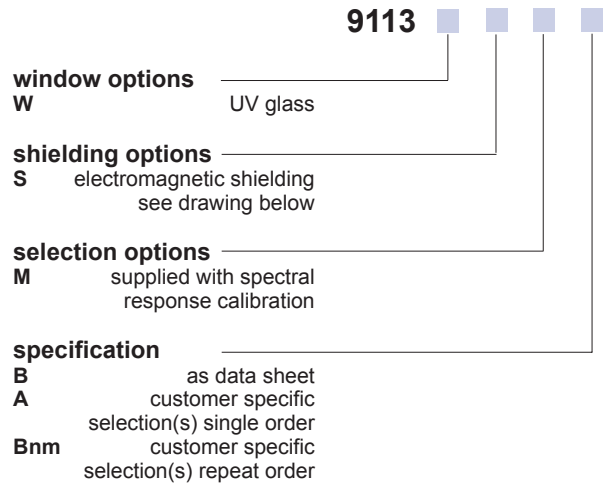 9113
window options
W UV glass
shielding options
S electromagnetic shielding
see drawing below
selection options
M supplied with spectral
response calibration
specification
B as data sheet
A customer specific
selection(s) single order
Bnm customer specific
selection(s) repeat order